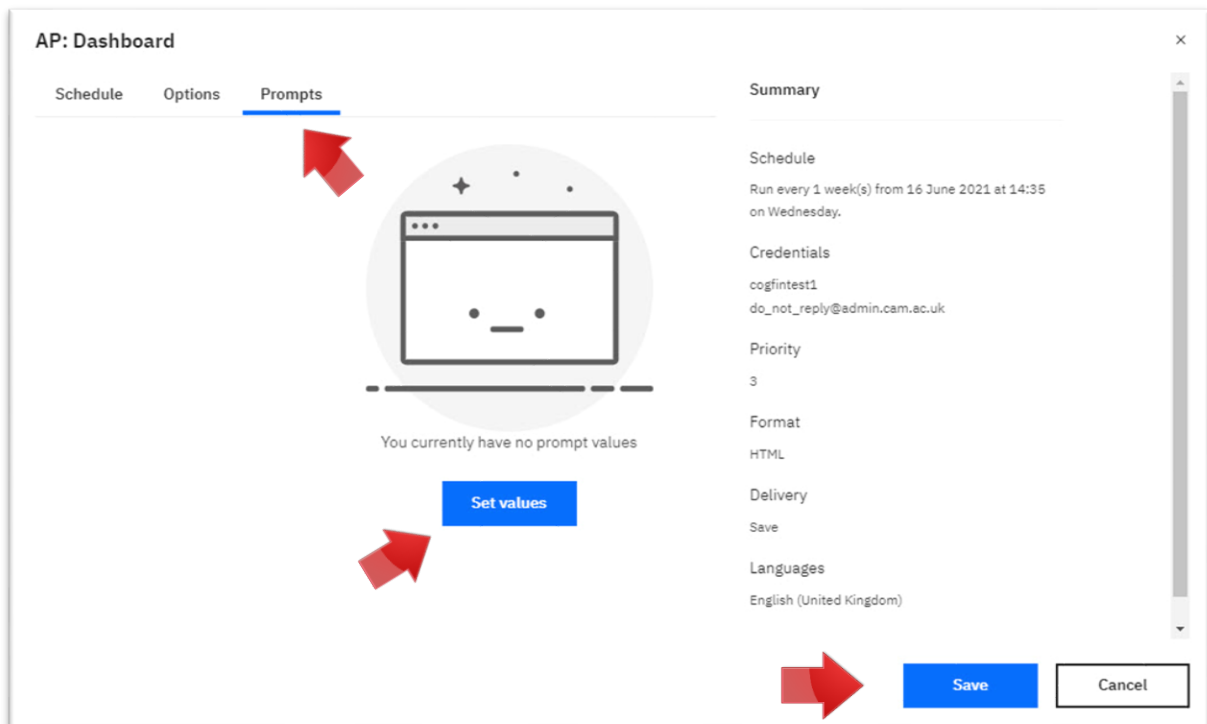 AP: Dashboard
×
Schedule Options Prompts
You currently have no prompt values
Set values
Summary
Schedule
Run every 1 week(s) from 16 June 2021 at 14:35
on Wednesday.
Credentials
cogfintest1
do_not_reply@admin.cam.ac.uk
Priority
3
Format
HTML
Delivery
Save
Languages
English (United Kingdom)
Save Cancel